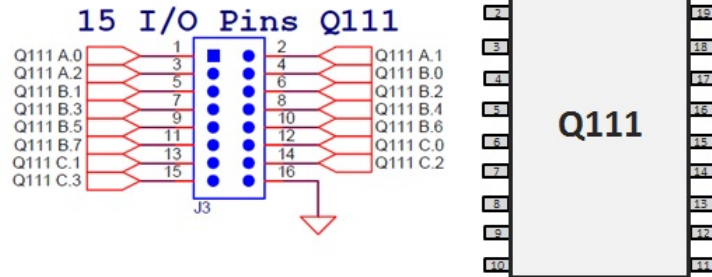 15 I/O Pins Q111
Q111 A.0 1 2 Q111 A.1
Q111 A.2 3 4 Q111 B.0
Q111 B.1 5 6 Q111 B.2
Q111 B.3 7 8 Q111 B.4
Q111 B.5 9 10 Q111 B.6
Q111 B.7 11 12 Q111 C.0
Q111 C.1 13 14 Q111 C.2
Q111 C.3 15 16
J3
2 19
3 18
4 17
5 16
Q111
6 15
7 14
8 13
9 12
10 11